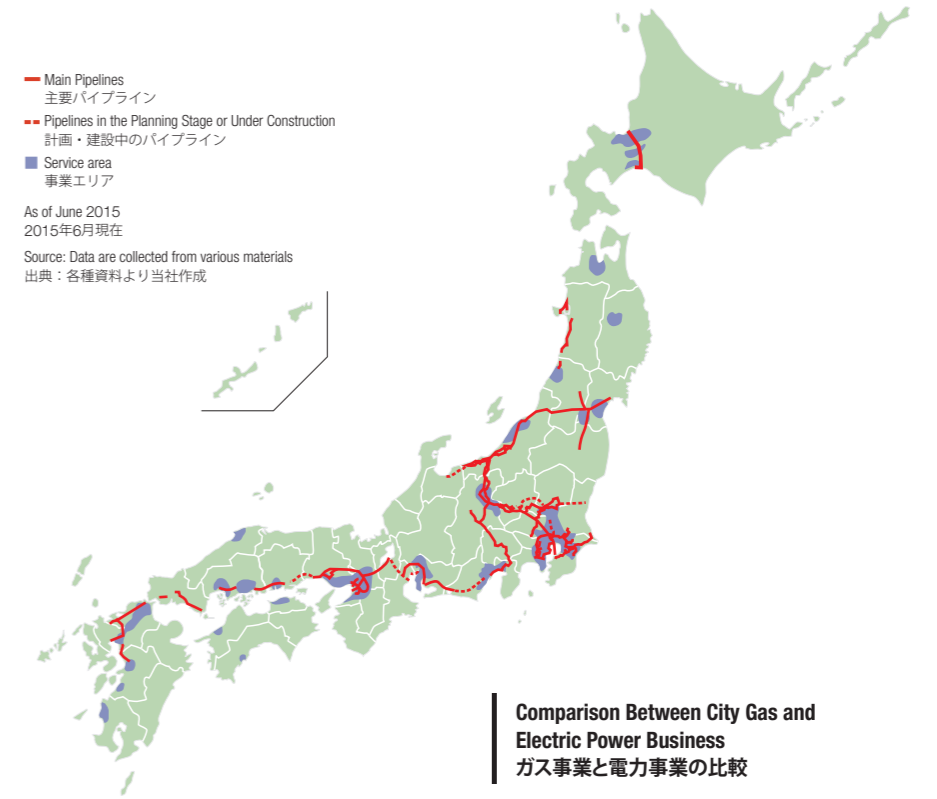 Main Pipelines
主要パイプライン
Pipelines in the Planning Stage or Under Construction
計画・建設中のパイプライン
Service area
事業エリア
As of June 2015
2015年6月現在
Source: Data are collected from various materials
出典：各種資料より当社作成
Comparison Between City Gas and
Electric Power Business
ガス事業と電力事業の比較